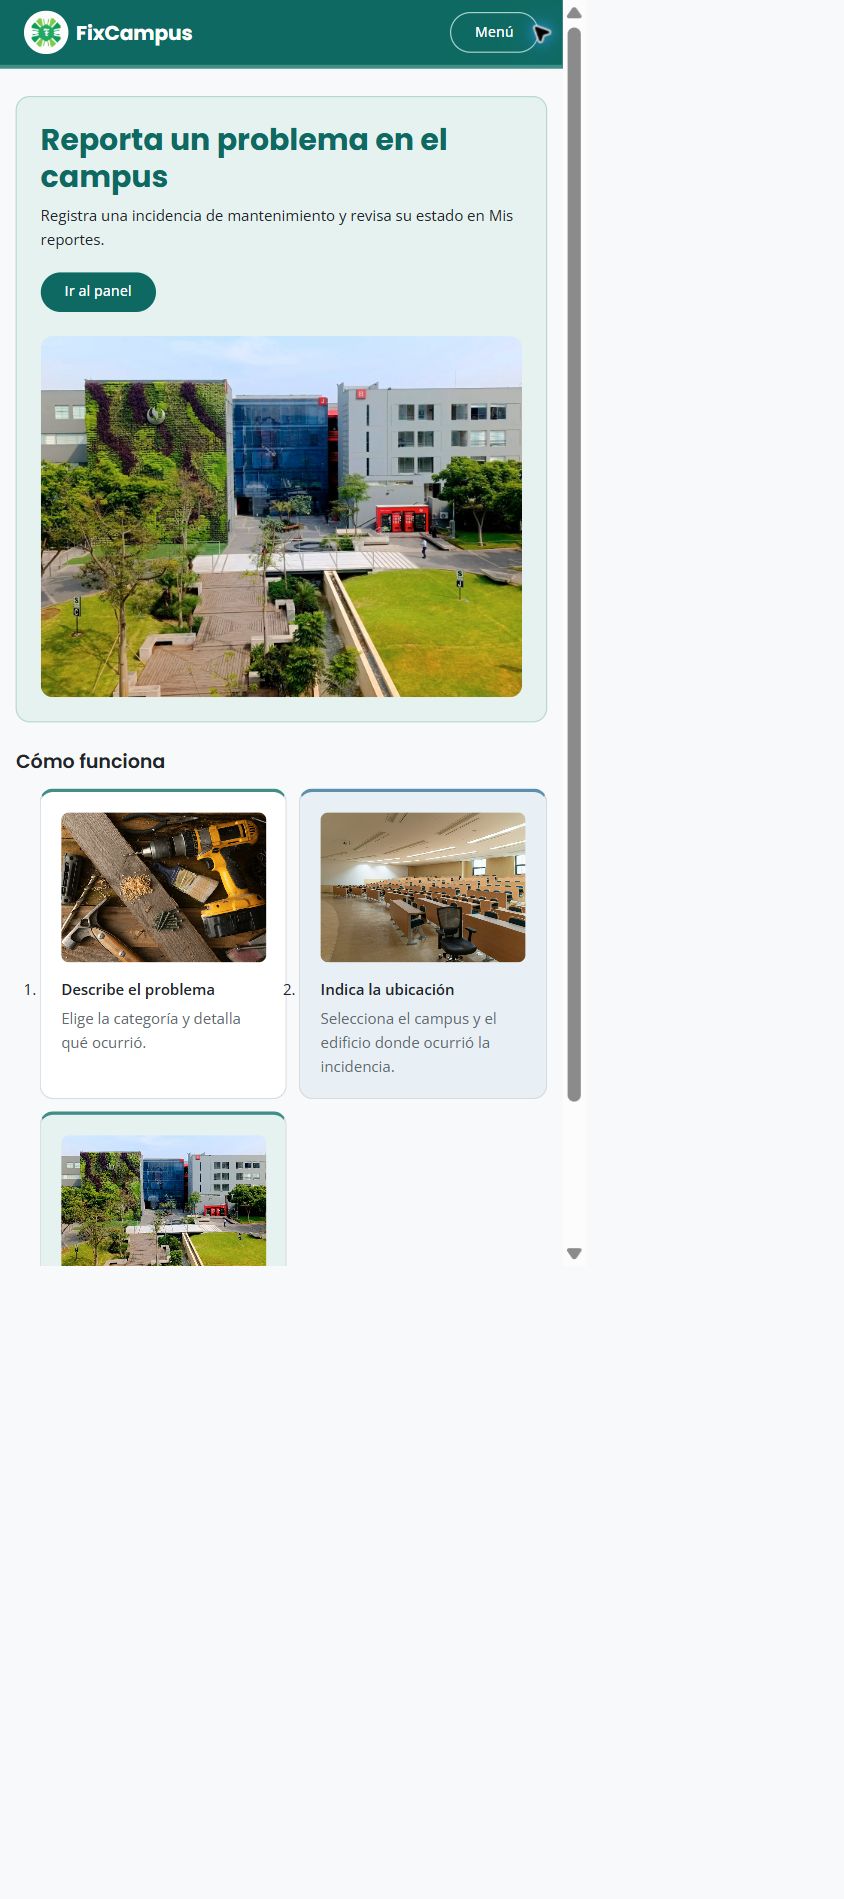 FixCampus
Menú
Reporta un problema en el
campus
Registra una incidencia de mantenimiento y revisa su estado en Mis
reportes.
Ir al panel
Cómo funciona
1. Describe el problema
Elige la categoría y detalla
qué ocurrió.
2. Indica la ubicación
Selecciona el campus y el
edificio donde ocurrió la
incidencia.